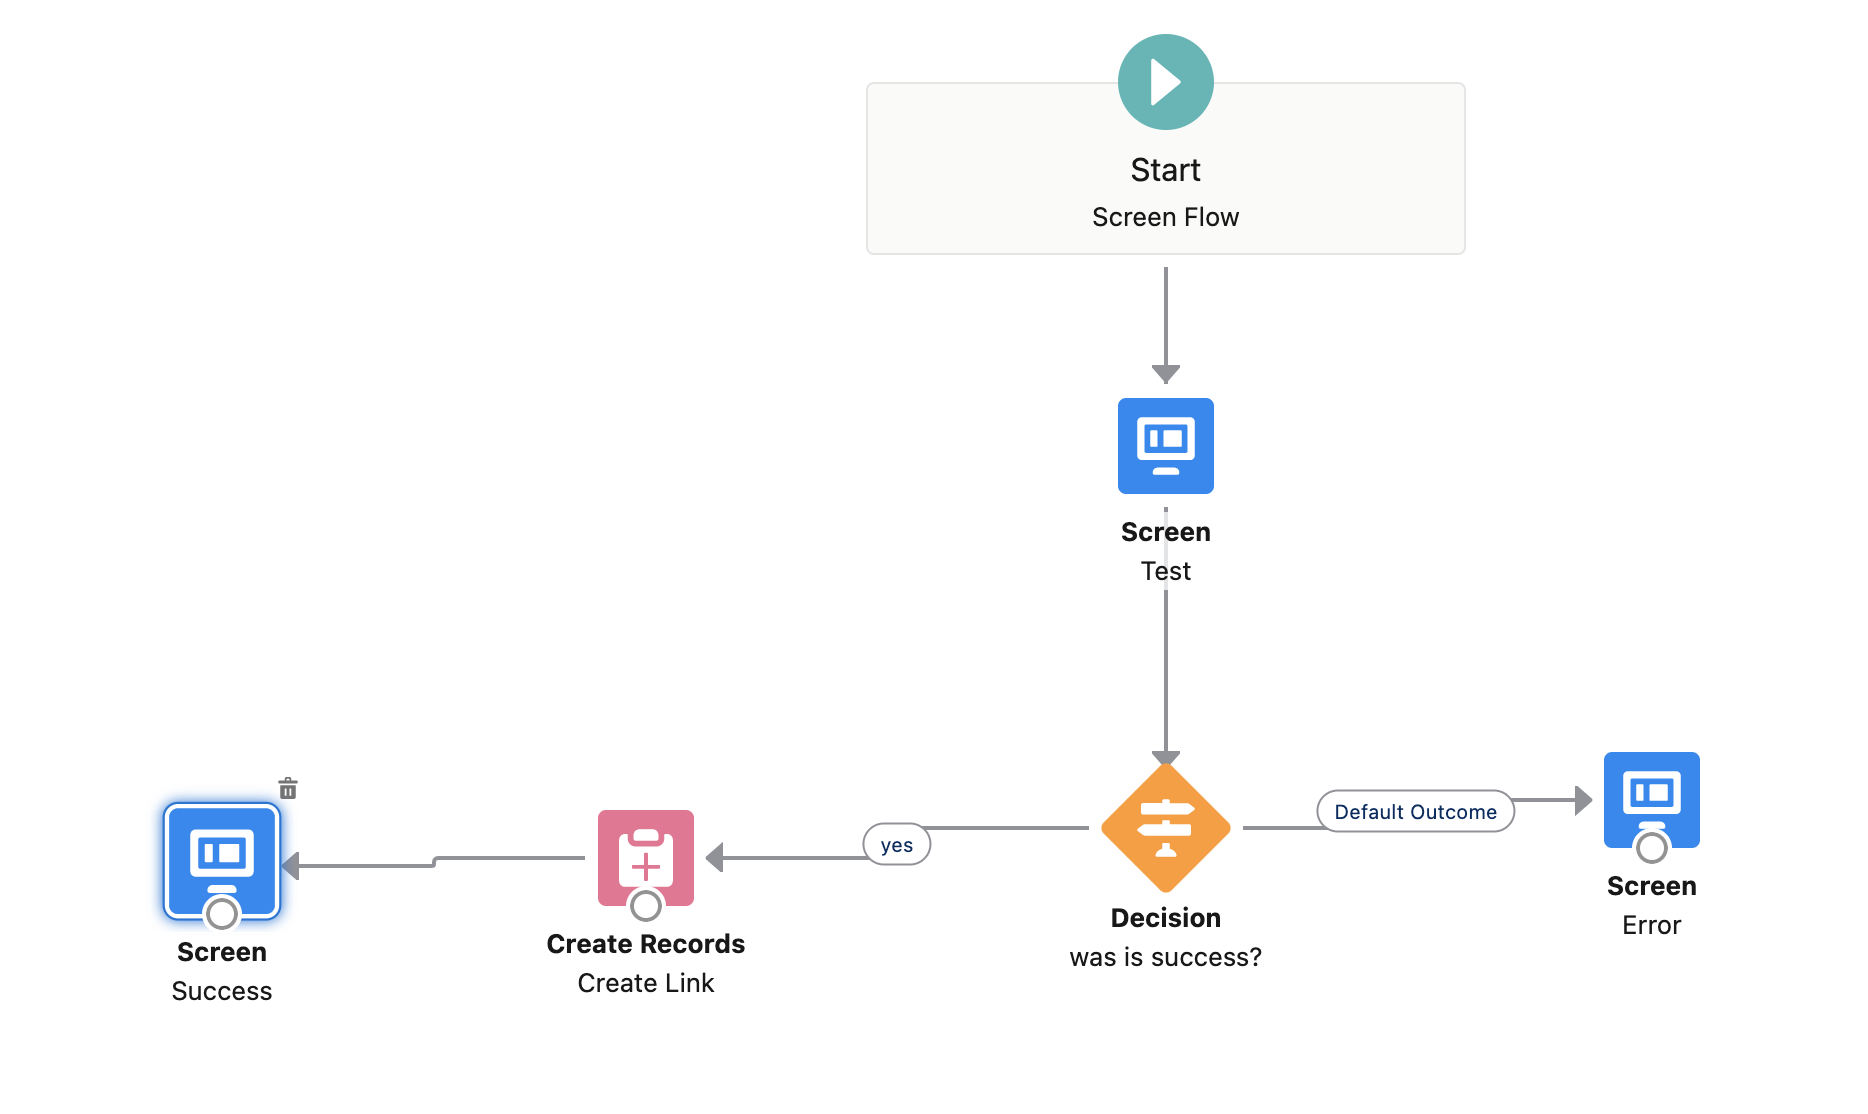 Start
Screen Flow
Screen
Test
Default Outcome
yes
Screen
Error
Decision
was is success?
Create Records
Create Link
Screen
Success